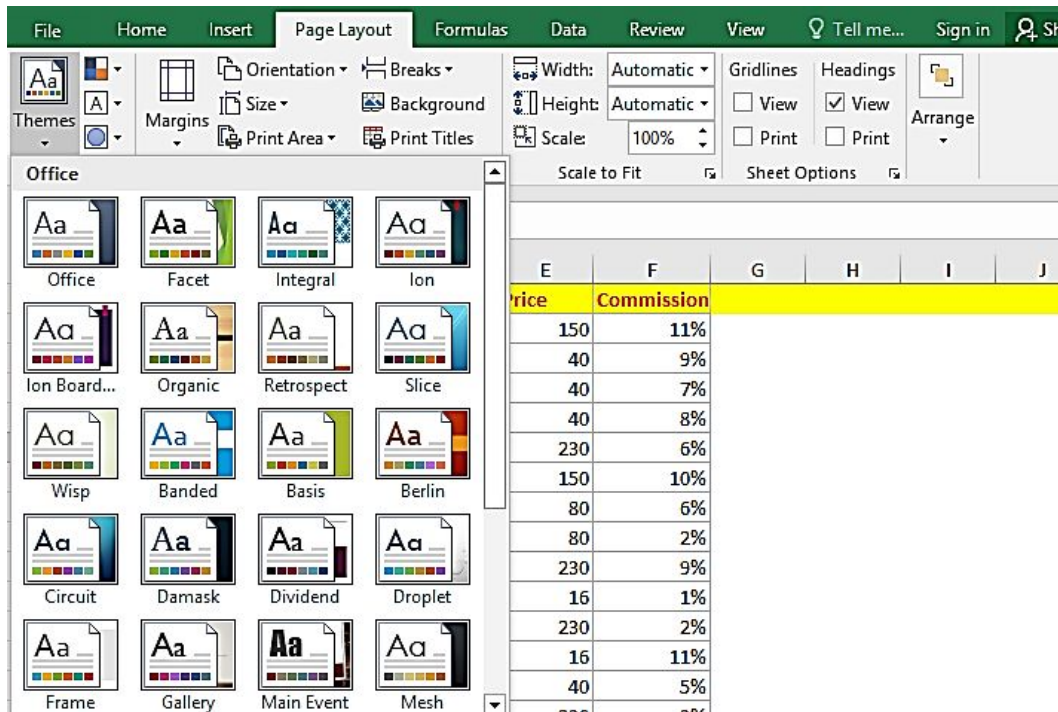 File Home Insert Page Layout Formulas Data Review View Tell me... Sign in
Aa Orientation Breaks Width: Automatic Gridlines Headings
A Size Background Height: Automatic View View
Themes Margins Print Area Print Titles Scale: 100% Print Print Arrange
Scale to Fit Sheet Options
Office
Aa Aa Aa Aa
Office Facet Integral Ion
Aa Aa Aa Aa
Ion Board... Organic Retrospect Slice
Aa Aa Aa Aa
Wisp Banded Basis Berlin
Aa Aa Aa Aa
Circuit Damask Dividend Droplet
Aa Aa Aa Aa
Frame Gallery Main Event Mesh
E F G H I J
Price Commission
150 11%
40 9%
40 7%
40 8%
230 6%
150 10%
80 6%
80 2%
230 9%
16 1%
230 2%
16 11%
40 5%